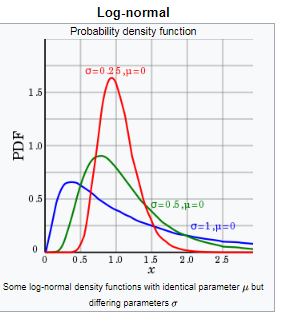 Log-normal
Probability density function
σ=0.25,μ=0
1.5
PDF
1.0
0.5
σ=0.5,μ=0
σ=1,μ=0
0
0 0.5 1.0 1.5 2.0 2.5
x
Some log-normal density functions with identical parameter μ but
differing parameters σ